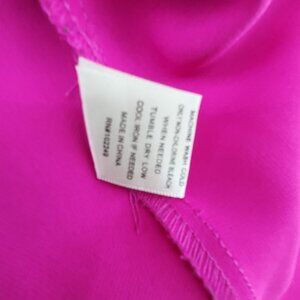 MACHINE WASH COLD
ONLY NON-CHLORINE BLEACH
WHEN NEEDED
TUMBLE DRY LOW
COOL IRON IF NEEDED
MADE IN CHINA
RN#102249